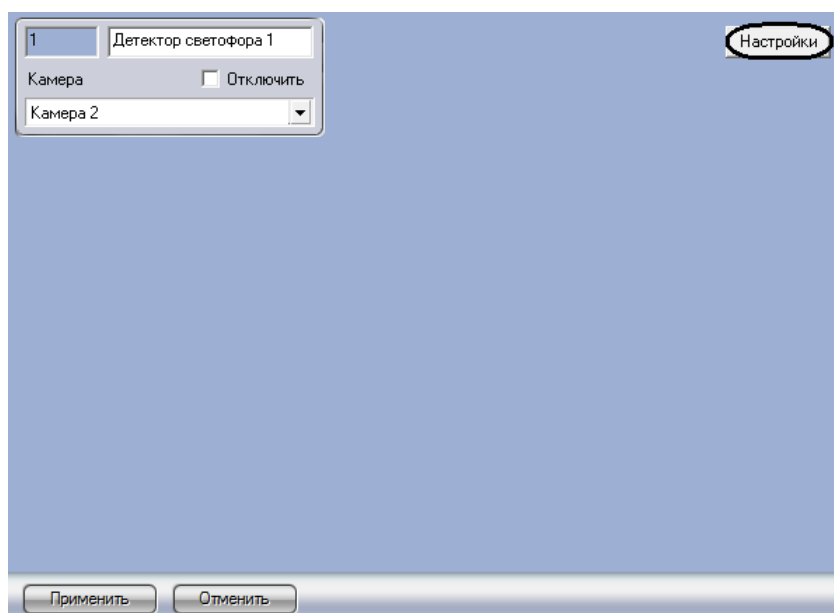 1 Детектор светофора 1
Настройки
Камера Отключить
Камера 2
Применить Отменить